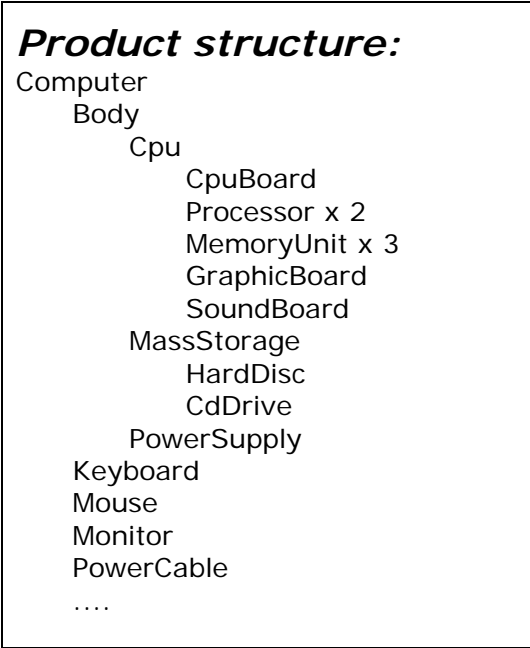 Product structure:
Computer
Body
Cpu
CpuBoard
Processor x 2
MemoryUnit x 3
GraphicBoard
SoundBoard
MassStorage
HardDisc
CdDrive
PowerSupply
Keyboard
Mouse
Monitor
PowerCable
....